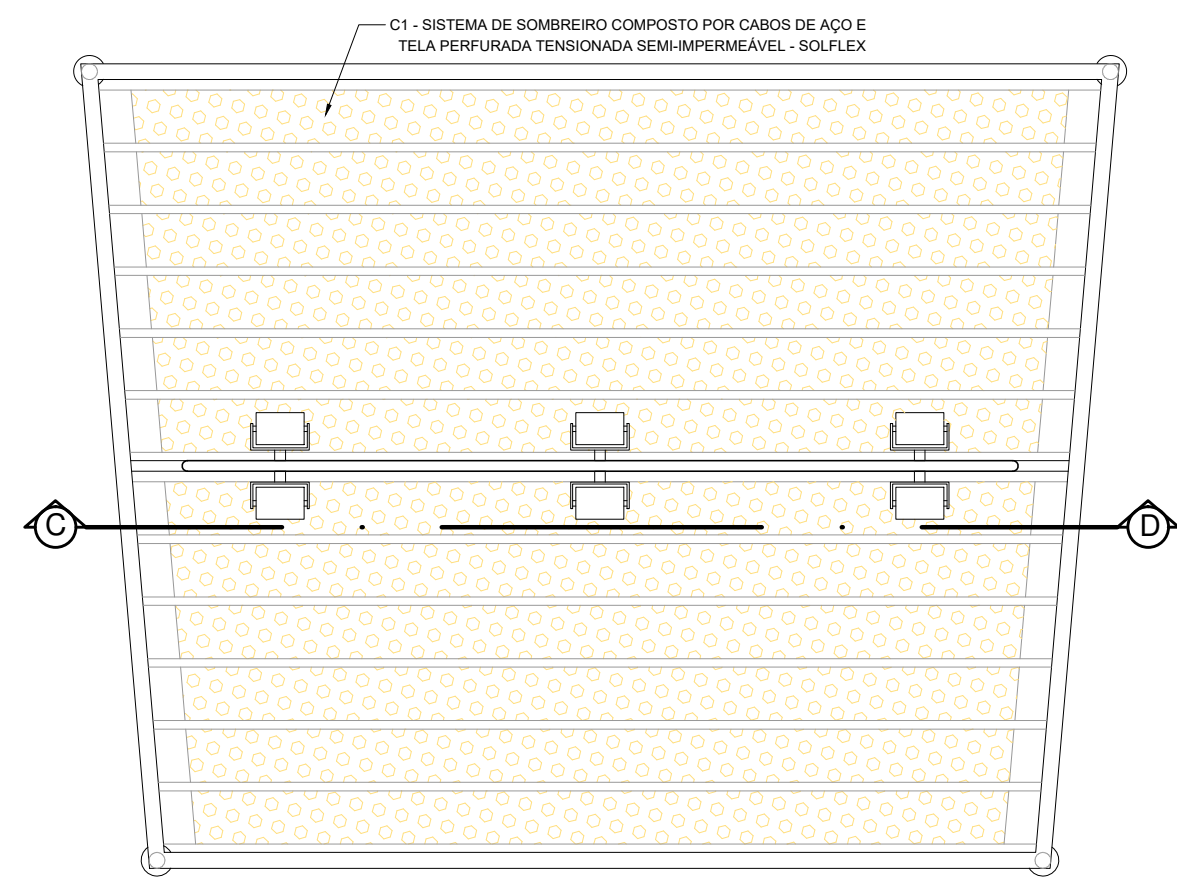 C1 - SISTEMA DE SOMBREIRO COMPOSTO POR CABOS DE AÇO E
TELA PERFURADA TENSIONADA SEMI-IMPERMEÁVEL - SOLFLEX
C
D